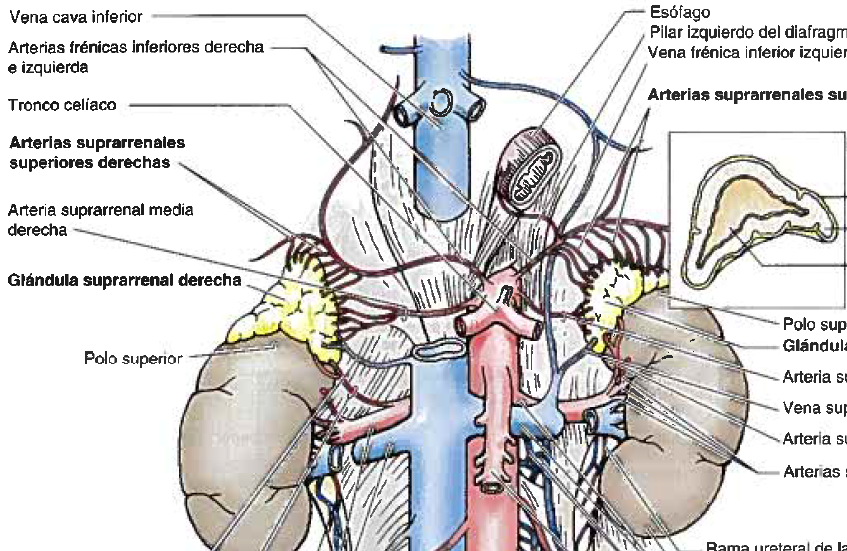 Vena cava inferior
Arterias frénicas inferiores derecha
e izquierda
Tronco celíaco
Arterias suprarrenales
superiores derechas
Arteria suprarrenal media
derecha
Glándula suprarrenal derecha
Polo superior
Esófago
Pilar izquierdo del diafragm
Vena frénica inferior izquier
Arterias suprarrenales su
Polo sup
Glándula
Arteria su
Vena sup
Arteria su
Arterias s
Rama ureteral de la